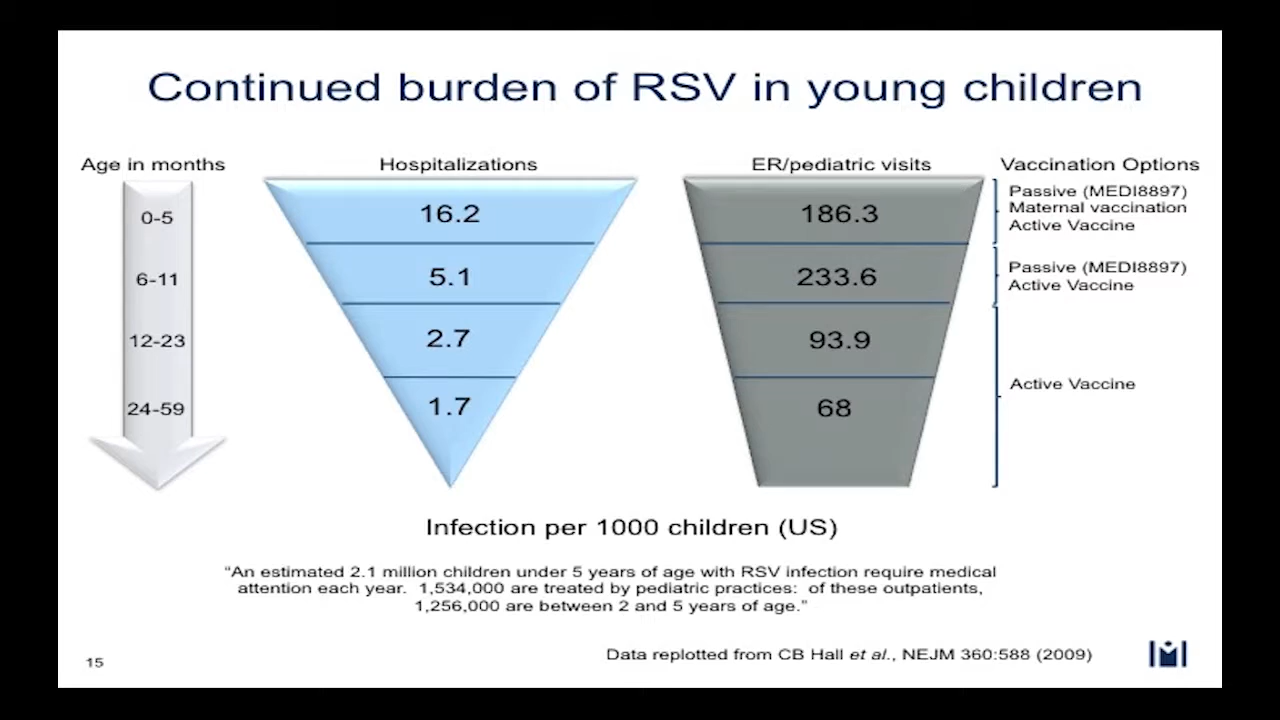 Continued burden of RSV in young children
Age in months
Hospitalizations
ER/pediatric visits
Vaccination Options
0-5
16.2
186.3
Passive (MEDI8897)
Maternal vaccination
Active Vaccine
6-11
5.1
233.6
Passive (MEDI8897)
Active Vaccine
12-23
2.7
93.9
Active Vaccine
24-59
1.7
68
Infection per 1000 children (US)
“An estimated 2.1 million children under 5 years of age with RSV infection require medical
attention each year.  1,534,000 are treated by pediatric practices:  of these outpatients,
1,256,000 are between 2 and 5 years of age.”
Data replotted from CB Hall et al., NEJM 360:588 (2009)
15